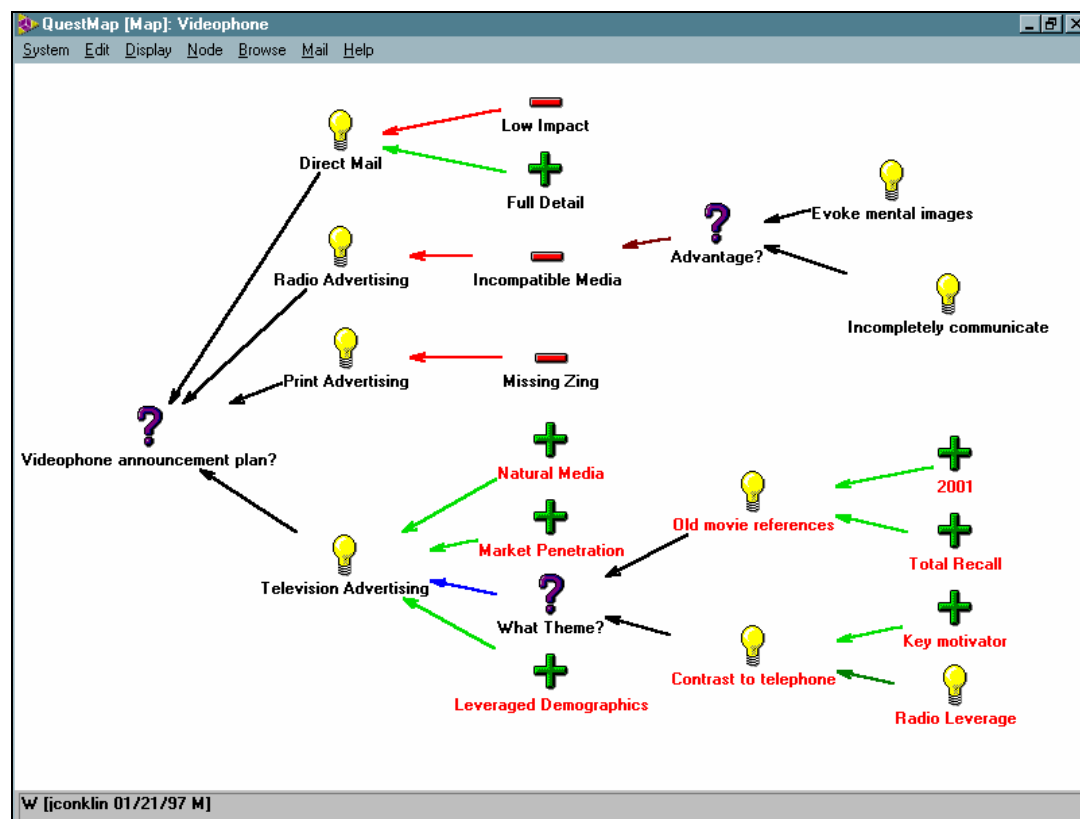 QuestMap [Map]: Videophone
System Edit Display Node Browse Mail Help
Low Impact
Direct Mail
Full Detail
Evoke mental images
Advantage?
Radio Advertising
Incompatible Media
Incompletely communicate
Print Advertising
Missing Zing
Videophone announcement plan?
Natural Media
2001
Old movie references
Market Penetration
Total Recall
Television Advertising
What Theme?
Key motivator
Contrast to telephone
Leveraged Demographics
Radio Leverage
W [jconklin 01/21/97 M]